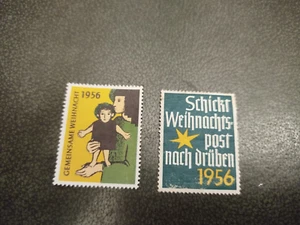 GEMEINSAME WEIHNACHT
1956
Schickt
Weihnachts-
post
nach drüben
1956